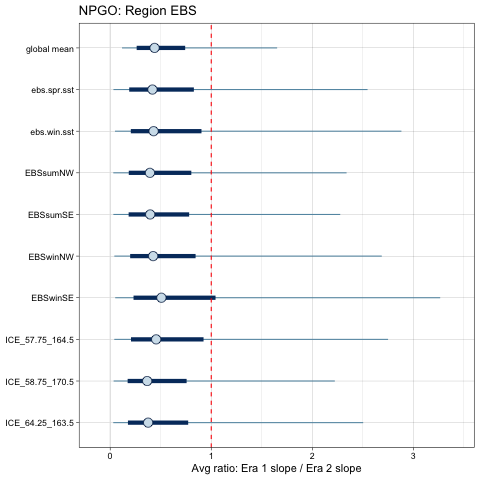 NPGO: Region EBS
global mean
ebs.spr.sst
ebs.win.sst
EBSsumNW
EBSsumSE
EBSwinNW
EBSwinSE
ICE_57.75_164.5
ICE_58.75_170.5
ICE_64.25_163.5
0 1 2 3
Avg ratio: Era 1 slope / Era 2 slope